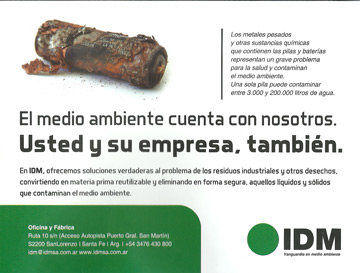 Los metales pesados
y otras sustancias químicas
que contienen las pilas y baterías
representan un grave problema
para la salud y contaminan
el medio ambiente.
Una sola pila puede contaminar
entre 3.000 y 200.000 litros de agua.
El medio ambiente cuenta con nosotros.
Usted y su empresa, también.
En IDM, ofrecemos soluciones verdaderas al problema de los residuos industriales y otros desechos,
convirtiendo en materia prima reutilizable y eliminando en forma segura, aquellos líquidos y sólidos
que contaminan el medio ambiente.
Oficina y Fábrica
Ruta 10 s/n (Acceso Autopista Puerto Gral. San Martín)
S2200 SanLorenzo | Santa Fe | Arg. | +54 3476 430 800
idm@idmsa.com.ar www.idmsa.com.ar
IDM
Vanguardia en medio ambiente